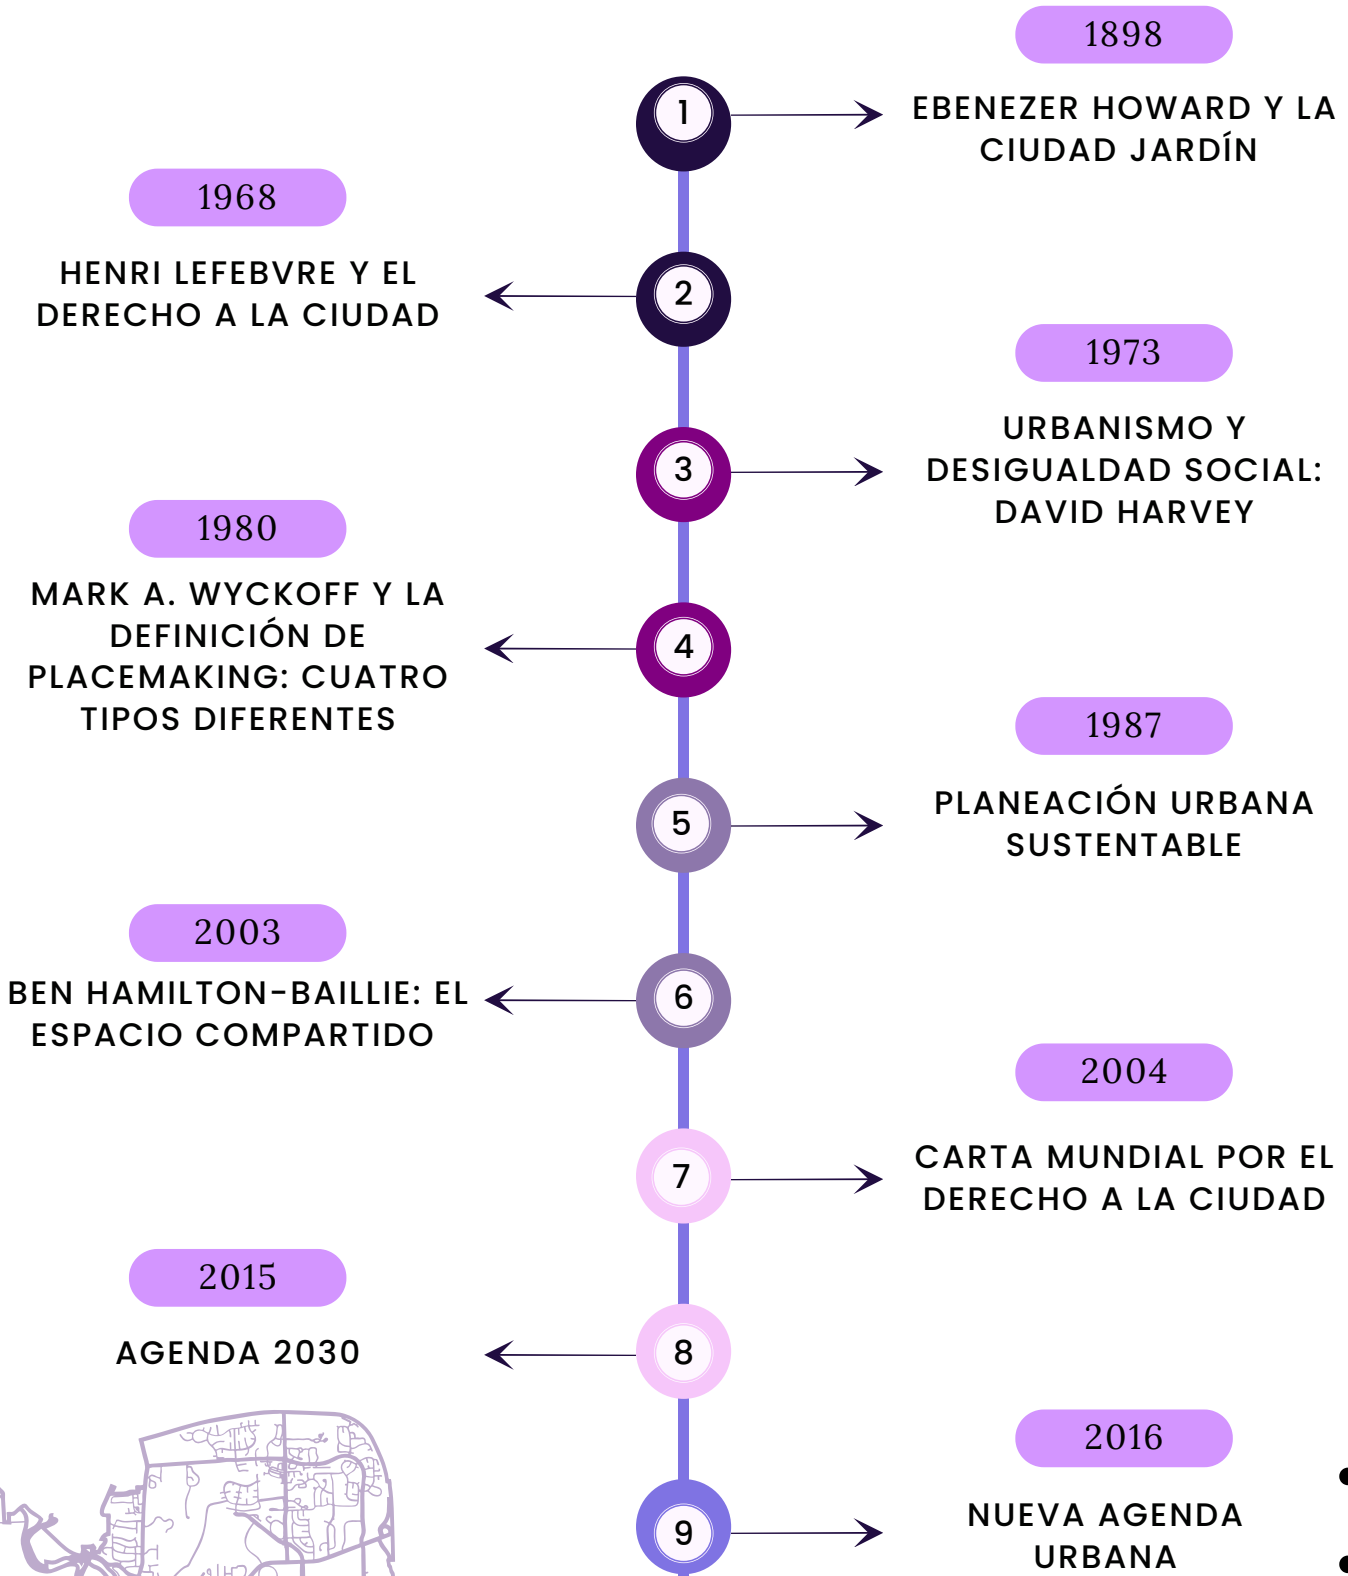 1898
1
EBENEZER HOWARD Y LA
CIUDAD JARDÍN
1968
2
HENRI LEFEBVRE Y EL
DERECHO A LA CIUDAD
1973
3
URBANISMO Y
DESIGUALDAD SOCIAL:
DAVID HARVEY
1980
4
MARK A. WYCKOFF Y LA
DEFINICIÓN DE
PLACEMAKING: CUATRO
TIPOS DIFERENTES
1987
5
PLANEACIÓN URBANA
SUSTENTABLE
2003
6
BEN HAMILTON-BAILLIE: EL
ESPACIO COMPARTIDO
2004
7
CARTA MUNDIAL POR EL
DERECHO A LA CIUDAD
2015
8
AGENDA 2030
2016
9
NUEVA AGENDA
URBANA